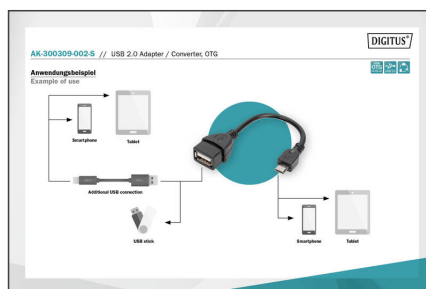 DIGITUS®
AK-300309-002-S // USB 2.0 Adapter / Converter, OTG
OTG
Anwendungsbeispiel
Example of use
Smartphone
Tablet
Additional USB connection
USB stick
Smartphone
Tablet